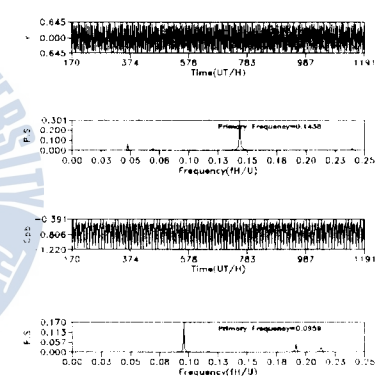 0.645
0.000
0.645
170 374 578 783 987 1191
Time(UT/H)
0.301
0.200
0.100
0.000
P.S
Primary Frequency=0.1438
0.00 0.03 0.05 0.08 0.10 0.13 0.15 0.18 0.20 0.23 0.25
Frequency(fH/U)
-0.391
-0.806
-1.220
170 374 578 783 987 1191
Time(UT/H)
0.170
0.113
0.057
0.000
P.S
Primary Frequency=0.0959
0.00 0.03 0.05 0.08 0.10 0.13 0.15 0.18 0.20 0.23 0.25
Frequency(fH/U)